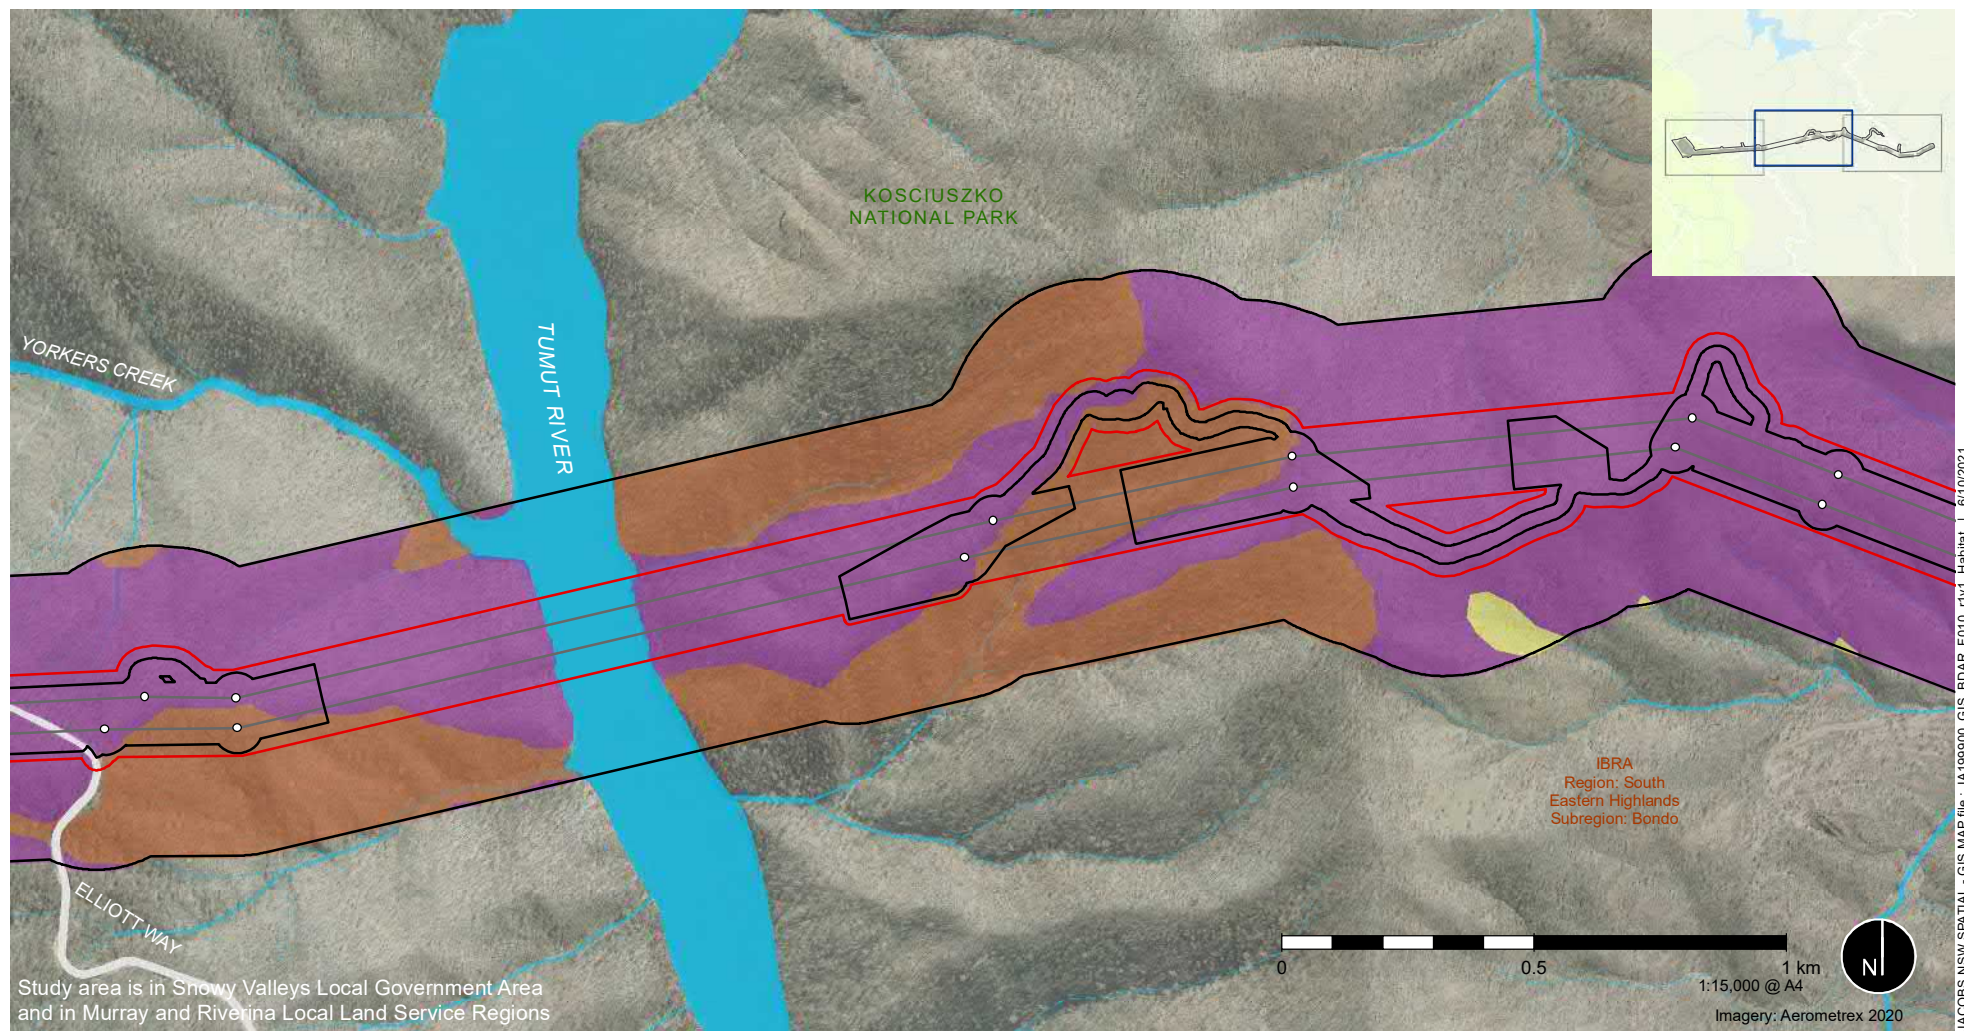 KOSCIUSZKO
NATIONAL PARK
TUMUT RIVER
YORKERS CREEK
IBRA
Region: South
Eastern Highlands
Subregion: Bondo
ELLIOTT WAY
Study area is in Snowy Valleys Local Government Area
and in Murray and Riverina Local Land Service Regions
0 0.5 1 km
1:15,000 @ A4
N
Imagery: Aerometrex 2020